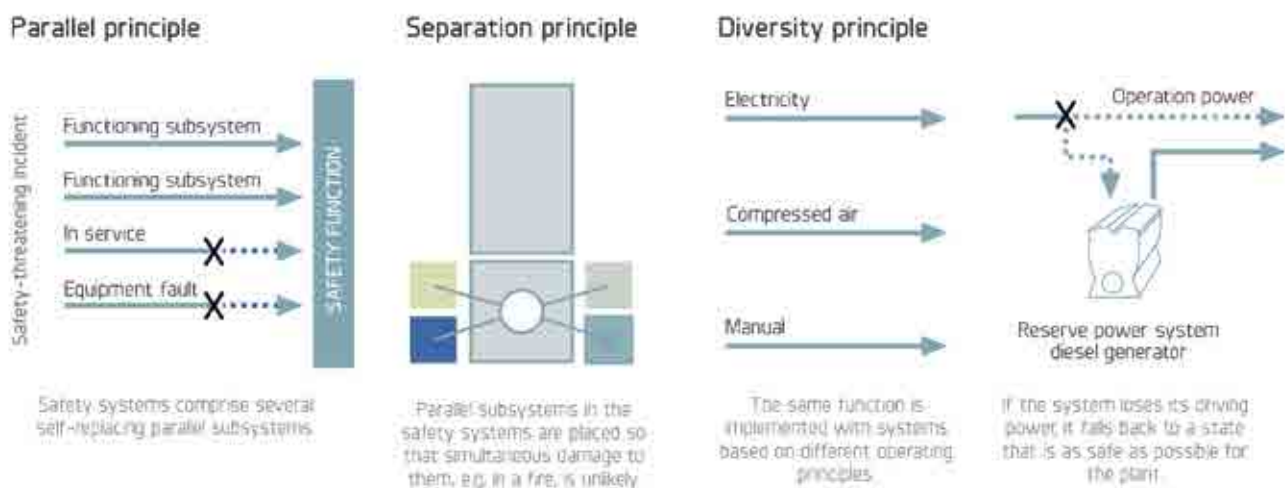 Parallel principle
Separation principle
Diversity principle
Safety-threatening incident
Functioning subsystem
Functioning subsystem
In service
Equipment fault
SAFETY FUNCTION
Safety systems comprise several
self-replacing parallel subsystems
Parallel subsystems in the
safety systems are placed so
that simultaneous damage to
them, e.g. in a fire, is unlikely
Electricity
Compressed air
Manual
The same function is
implemented with systems
based on different operating
principles.
Operation power
Reserve power system
diesel generator
If the system loses its driving
power, it falls back to a state
that is as safe as possible for
the plant